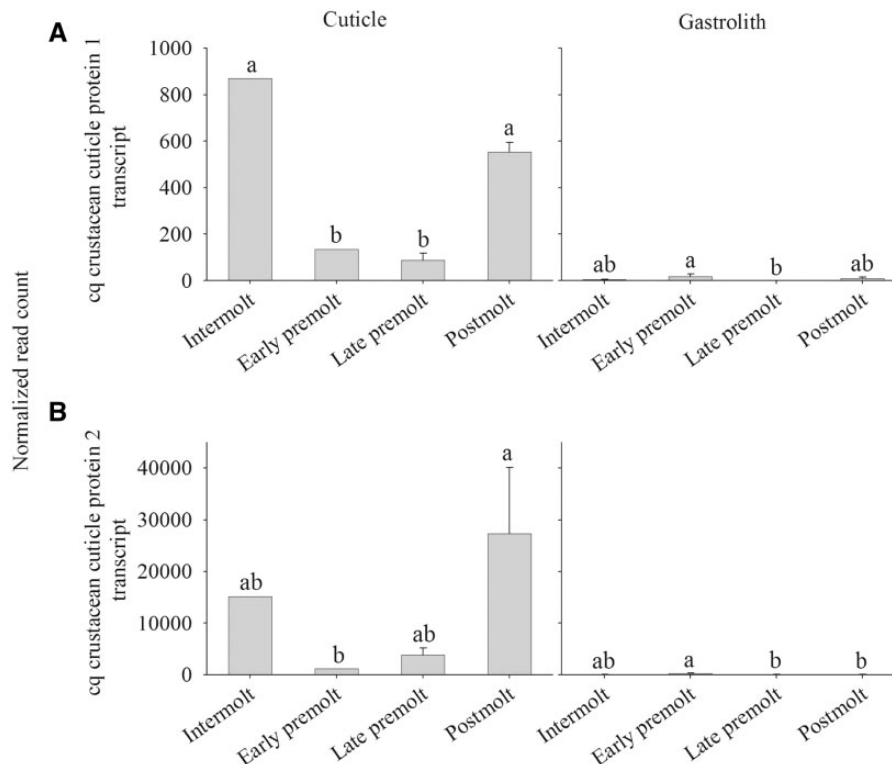 Cuticle
Gastrolith
A
cq crustacean cuticle protein 1
transcript
1000
800
600
400
200
0
a
b
b
a
ab
a
b
ab
Intermolt
Early premolt
Late premolt
Postmolt
Intermolt
Early premolt
Late premolt
Postmolt
Normalized read count
B
cq crustacean cuticle protein 2
transcript
40000
30000
20000
10000
0
ab
b
ab
a
ab
a
b
b
Intermolt
Early premolt
Late premolt
Postmolt
Intermolt
Early premolt
Late premolt
Postmolt